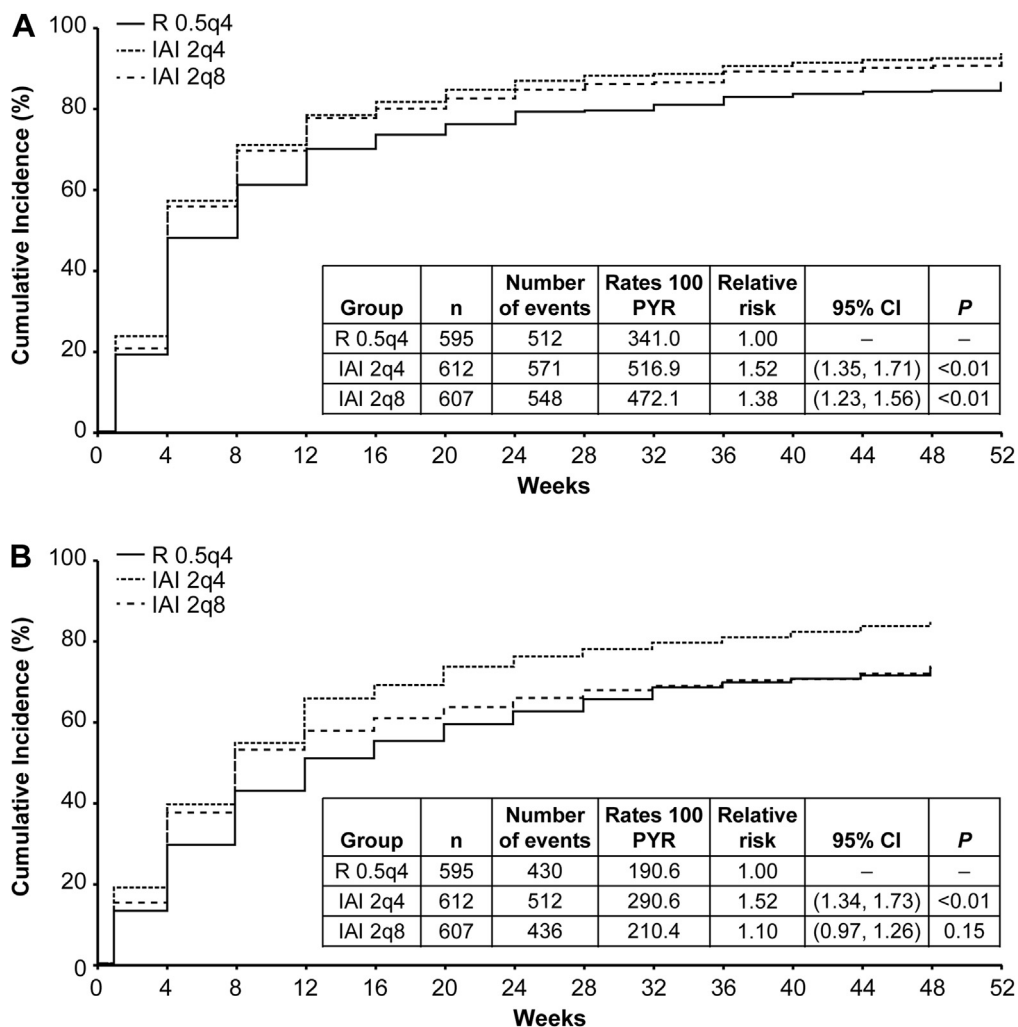 A
R 0.5q4
IAI 2q4
IAI 2q8
Cumulative Incidence (%)
100
80
60
40
20
0
Group n Number of events Rates 100 PYR Relative risk 95% CI P
R 0.5q4 595 512 341.0 1.00 – –
IAI 2q4 612 571 516.9 1.52 (1.35, 1.71) <0.01
IAI 2q8 607 548 472.1 1.38 (1.23, 1.56) <0.01
0 4 8 12 16 20 24 28 32 36 40 44 48 52
Weeks
B
R 0.5q4
IAI 2q4
IAI 2q8
Cumulative Incidence (%)
100
80
60
40
20
0
Group n Number of events Rates 100 PYR Relative risk 95% CI P
R 0.5q4 595 430 190.6 1.00 – –
IAI 2q4 612 512 290.6 1.52 (1.34, 1.73) <0.01
IAI 2q8 607 436 210.4 1.10 (0.97, 1.26) 0.15
0 4 8 12 16 20 24 28 32 36 40 44 48 52
Weeks